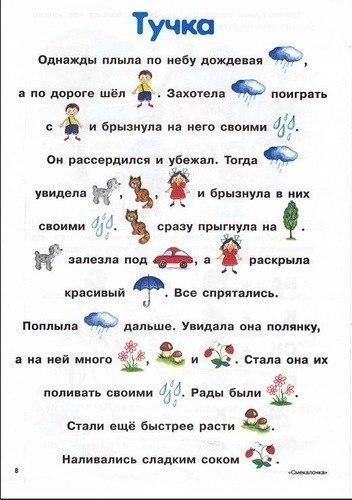 Тучка
Однажды плыла по небу дождевая ,
а по дороге шёл . Захотела поиграть
с и брызнула на него своими .
Он рассердился и убежал. Тогда
увидела , , и брызнула в них
своими . сразу прыгнула на .
залезла под , а раскрыла
красивый . Все спрятались.
Поплыла дальше. Увидала она полянку,
а на ней много , и . Стала она их
поливать своими . Рады были .
Стали ещё быстрее расти .
Наливались сладким соком .
8
«Смекалочка»